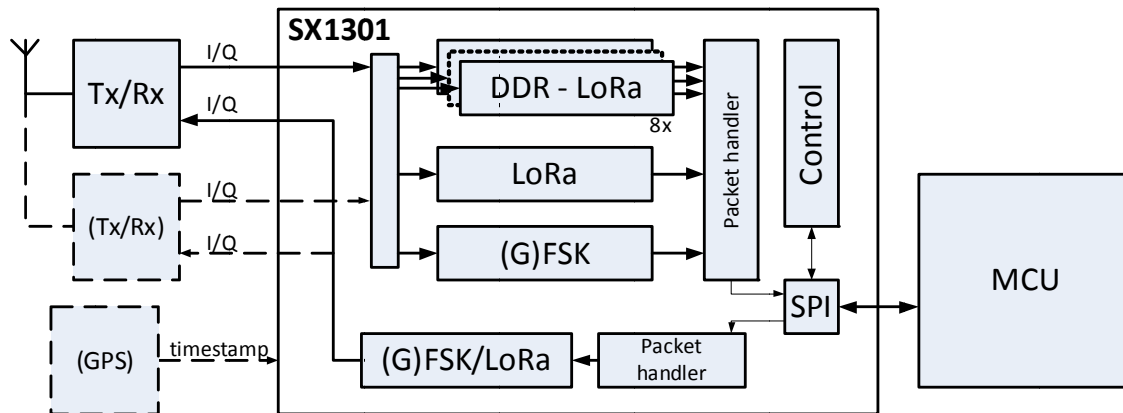 SX1301
Tx/Rx
I/Q
I/Q
DDR - LoRa
8x
Packet handler
Control
LoRa
(Tx/Rx)
I/Q
I/Q
(G)FSK
SPI
MCU
(GPS)
timestamp
(G)FSK/LoRa
Packet
handler